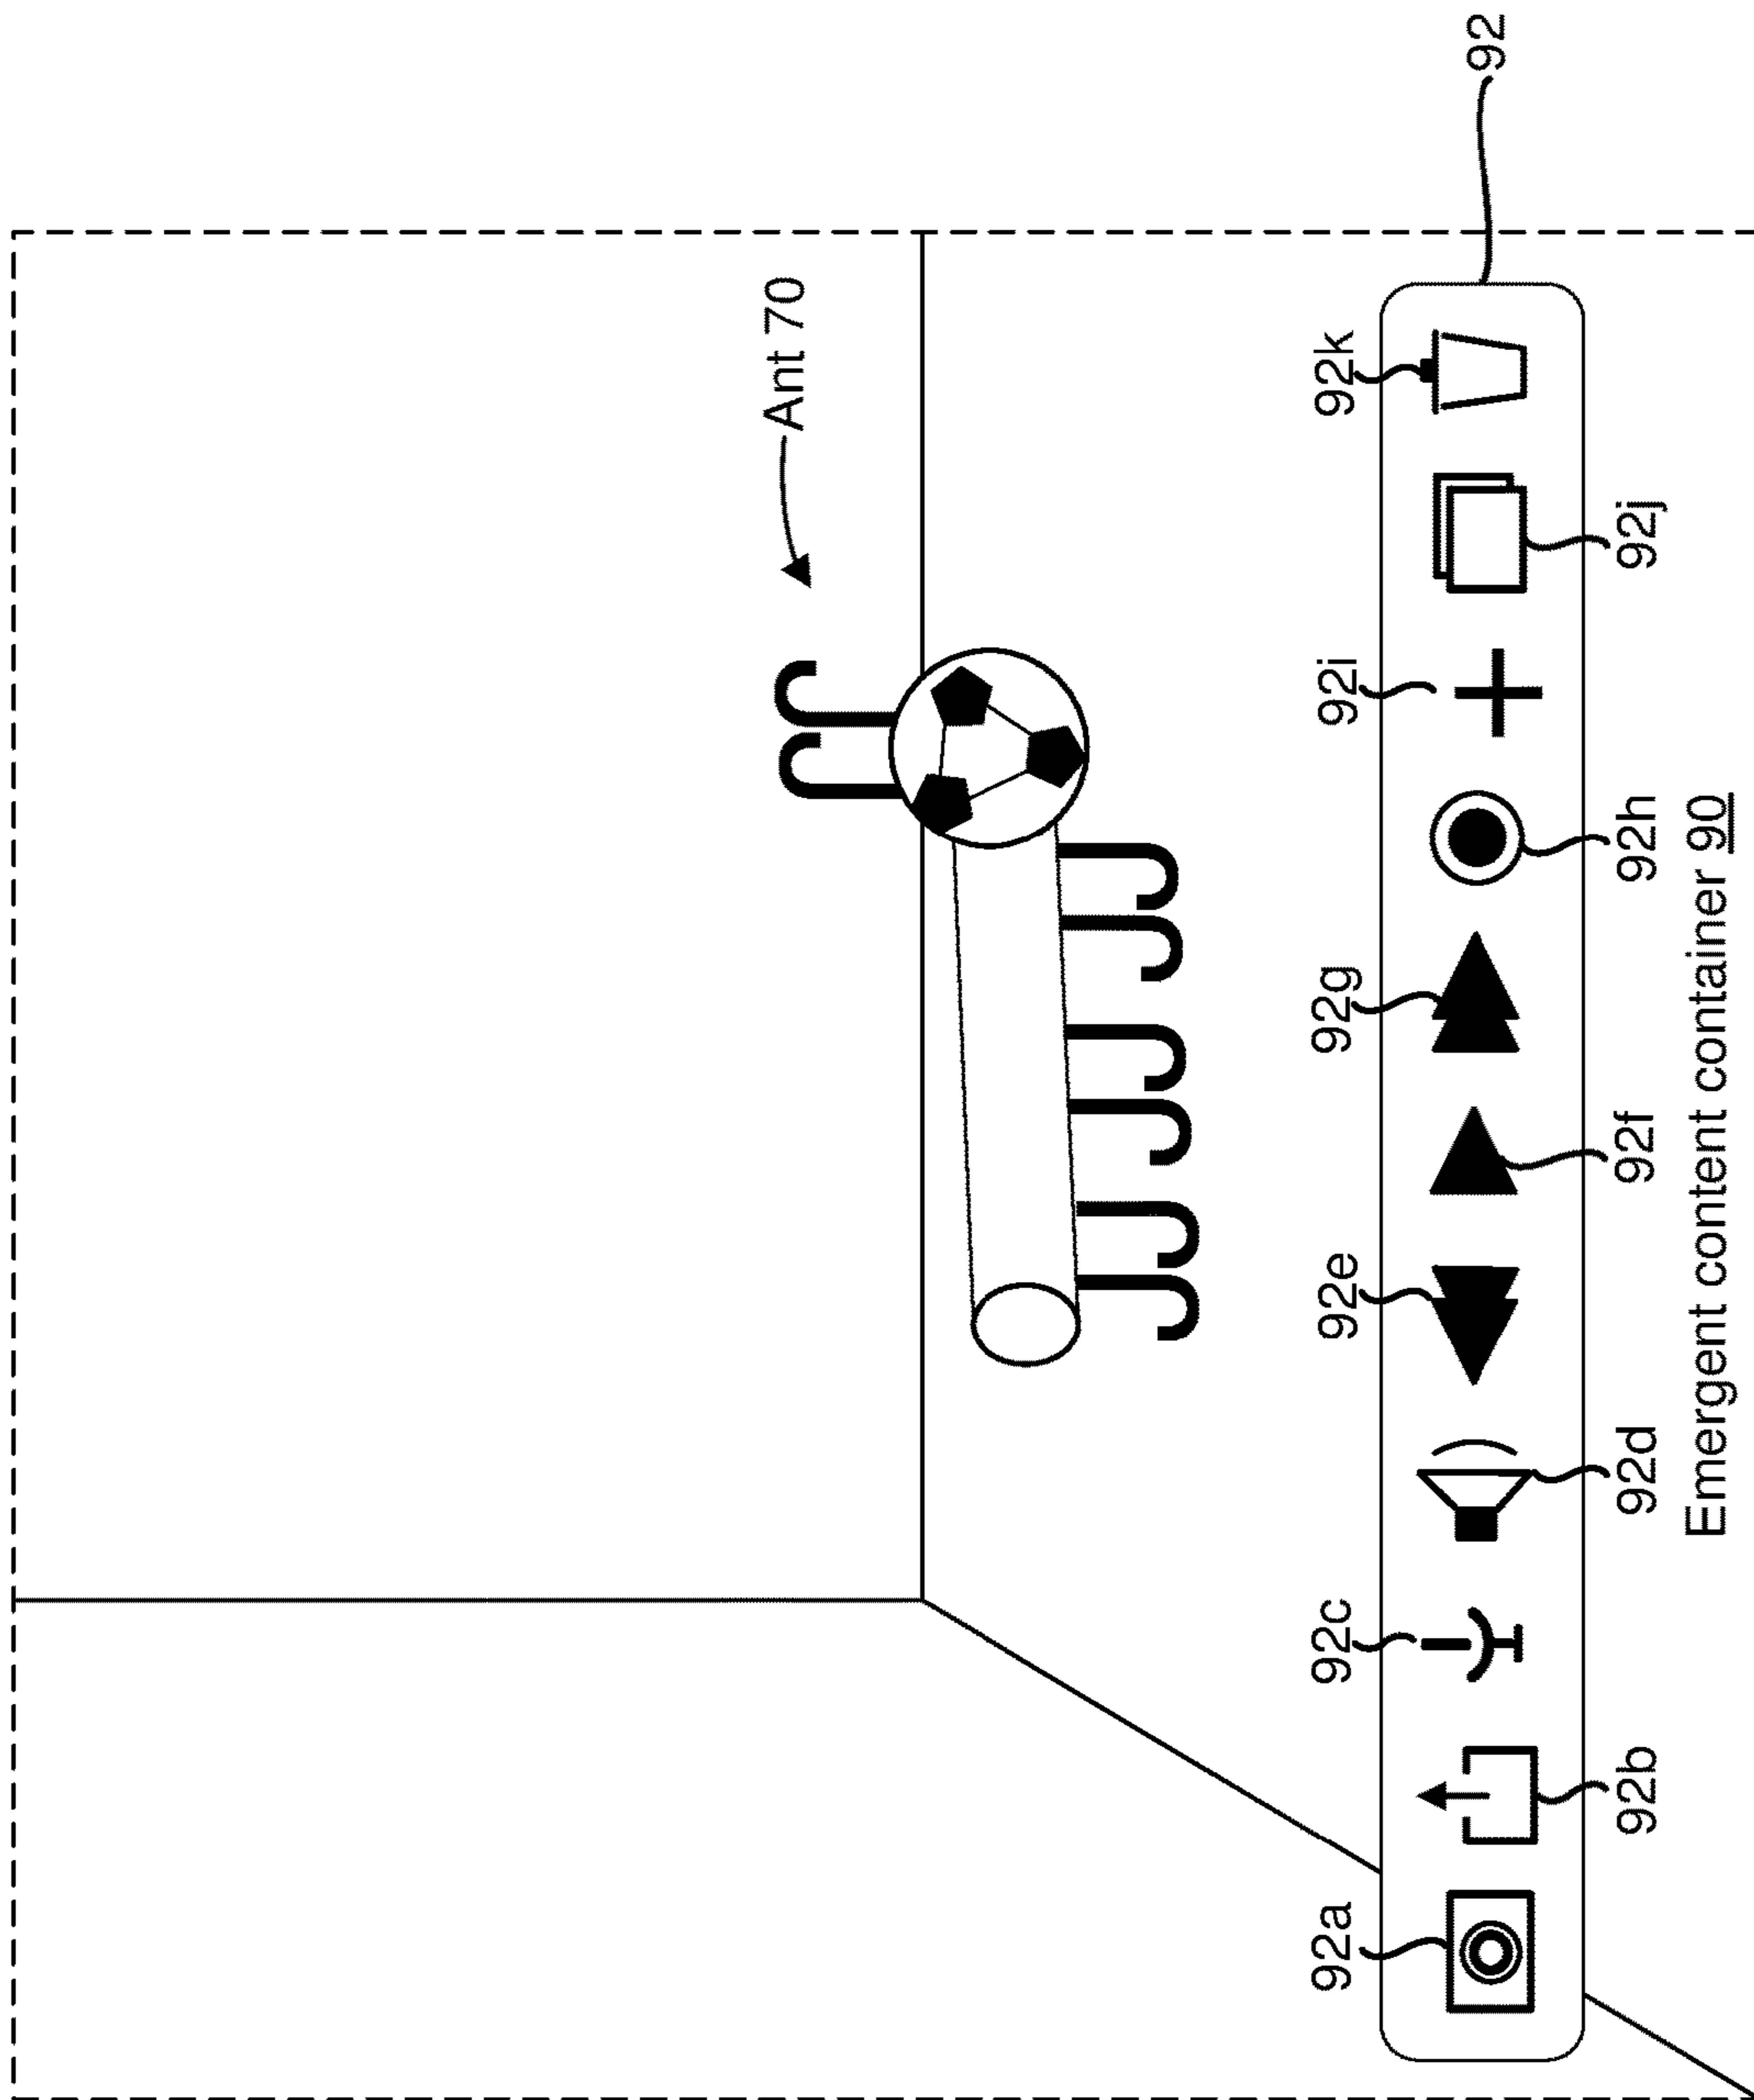 Ant 70
92
92a
92c
92e
92g
92i
92k
92b
92d
92f
92h
92j
Emergent content container 90